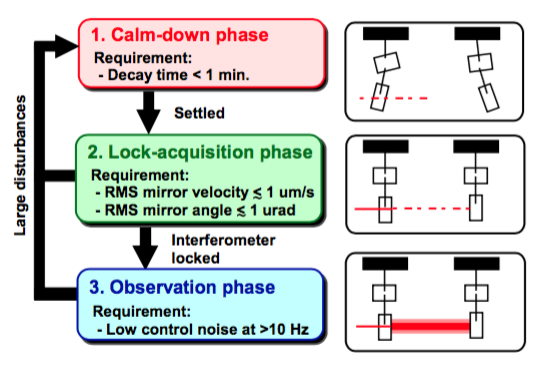 1. Calm-down phase
Requirement:
- Decay time < 1 min.
Settled
2. Lock-acquisition phase
Requirement:
- RMS mirror velocity ≲ 1 um/s
- RMS mirror angle ≲ 1 urad
Interferometer
locked
3. Observation phase
Requirement:
- Low control noise at >10 Hz
Large disturbances